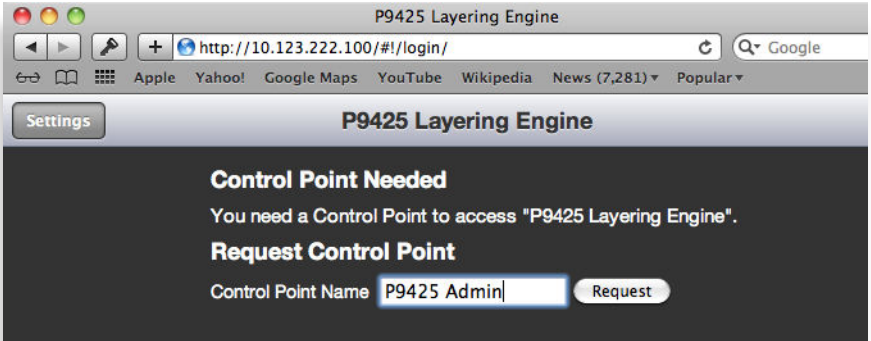 P9425 Layering Engine
http://10.123.222.100/#!/login/
Google
Apple Yahoo! Google Maps YouTube Wikipedia News (7,281) Popular
Settings
P9425 Layering Engine
Control Point Needed
You need a Control Point to access "P9425 Layering Engine".
Request Control Point
Control Point Name P9425 Admin Request